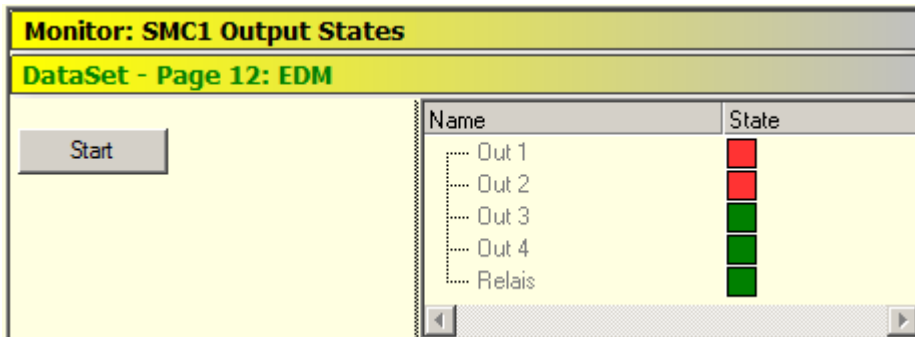 Monitor: SMC1 Output States
DataSet - Page 12: EDM
Start
Name State
Out 1
Out 2
Out 3
Out 4
Relais